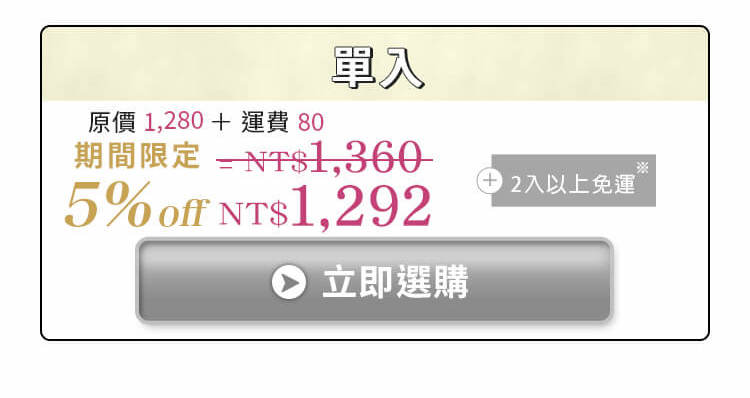 單入
原價 1,280 + 運費 80
期間限定 = NT$1,360
5% off NT$1,292
+ 2入以上免運※
立即選購